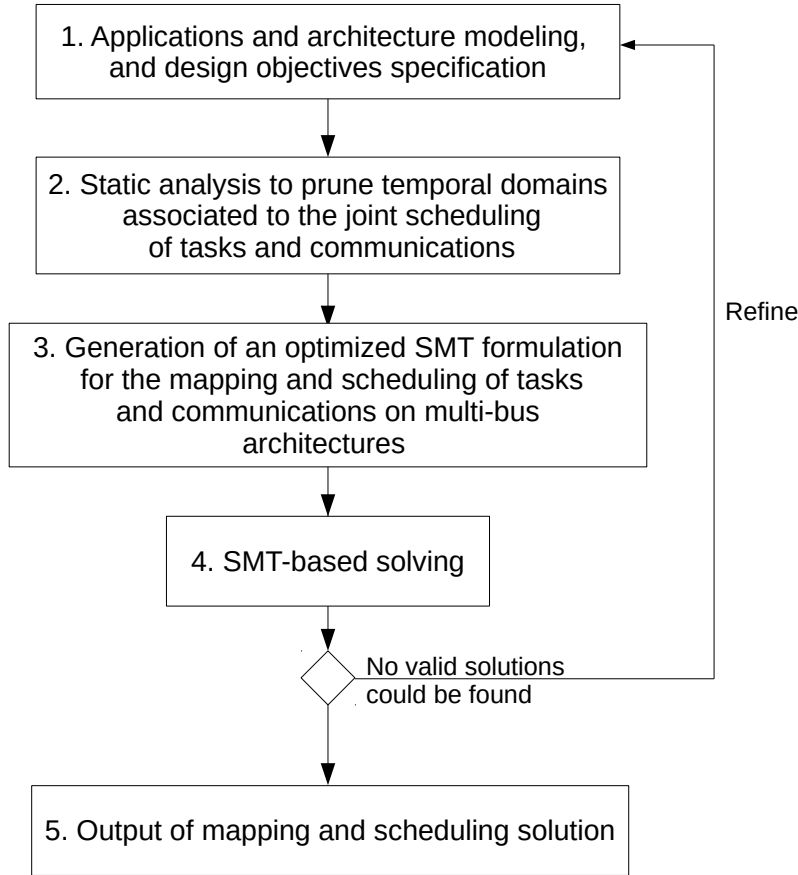 1. Applications and architecture modeling,
and design objectives specification
2. Static analysis to prune temporal domains
associated to the joint scheduling
of tasks and communications
Refine
3. Generation of an optimized SMT formulation
for the mapping and scheduling of tasks
and communications on multi-bus
architectures
4. SMT-based solving
No valid solutions
could be found
5. Output of mapping and scheduling solution